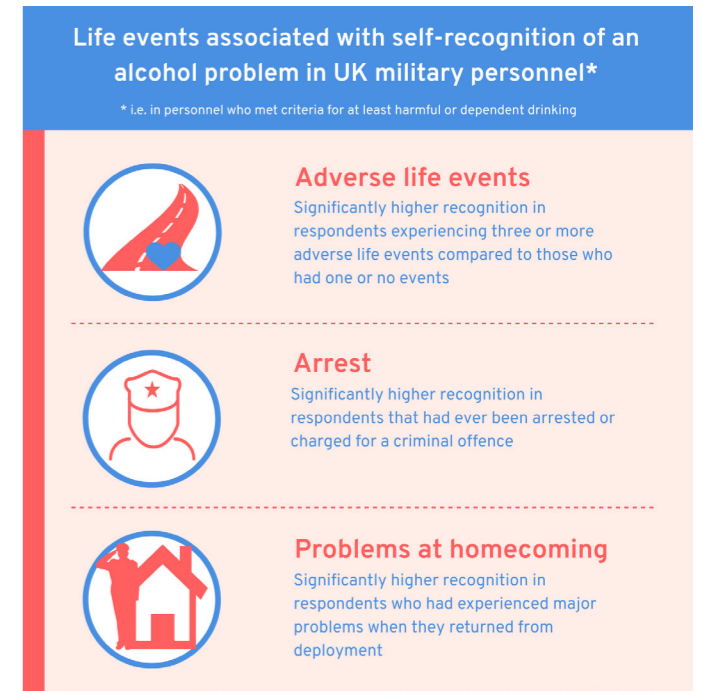 Life events associated with self-recognition of an
alcohol problem in UK military personnel*
* i.e. in personnel who met criteria for at least harmful or dependent drinking
Adverse life events
Significantly higher recognition in
respondents experiencing three or more
adverse life events compared to those who
had one or no events
Arrest
Significantly higher recognition in
respondents that had ever been arrested or
charged for a criminal offence
Problems at homecoming
Significantly higher recognition in
respondents who had experienced major
problems when they returned from
deployment